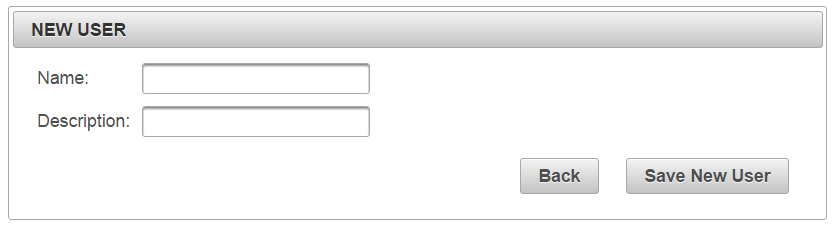 NEW USER
Name:
Description:
Back Save New User